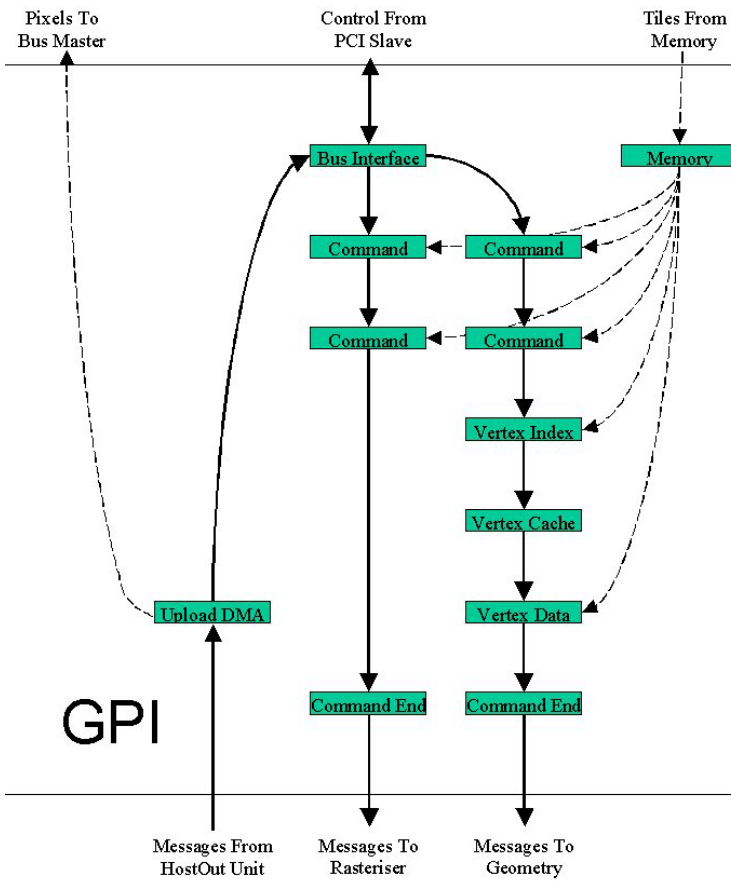 Pixels To
Bus Master
Control From
PCI Slave
Tiles From
Memory
Bus Interface
Memory
Command
Command
Command
Command
Vertex Index
Vertex Cache
Upload DMA
Vertex Data
GPI
Command End
Command End
Messages From
HostOut Unit
Messages To
Rasteriser
Messages To
Geometry